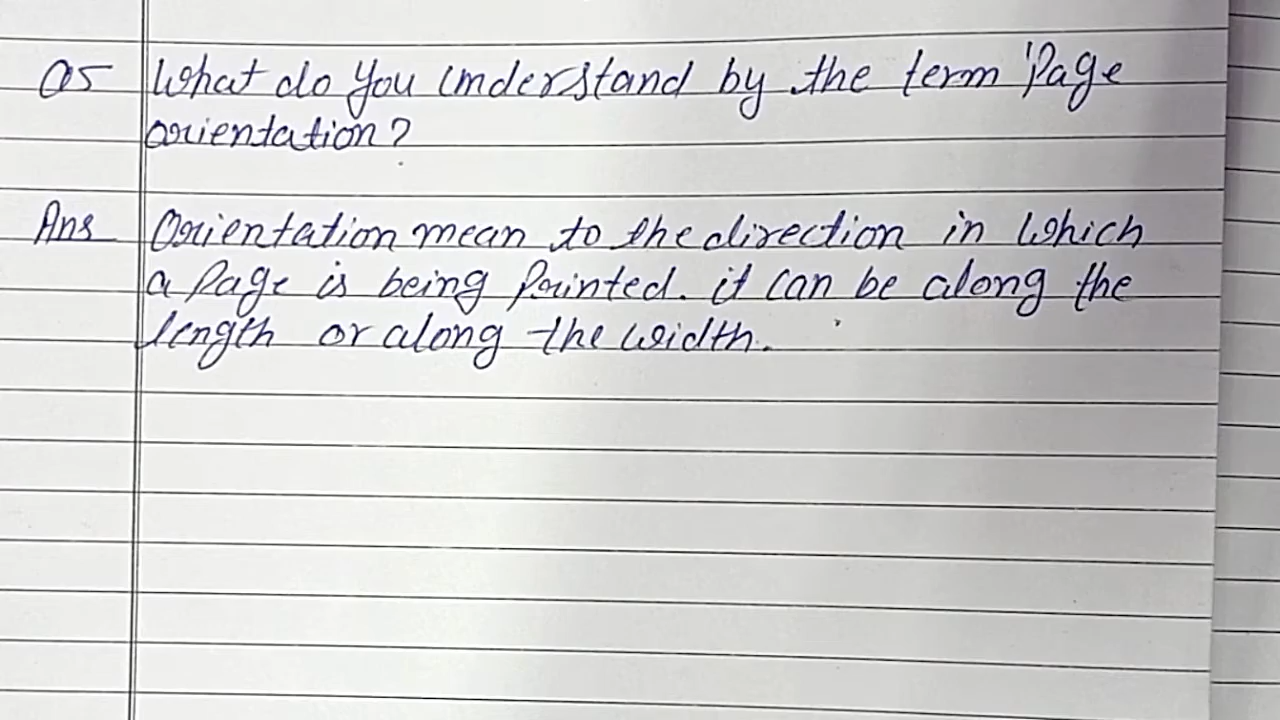 Q5 What do you understand by the term 'Page
orientation?
Ans Orientation mean to the direction in which
a page is being printed. it can be along the
length or along the width.